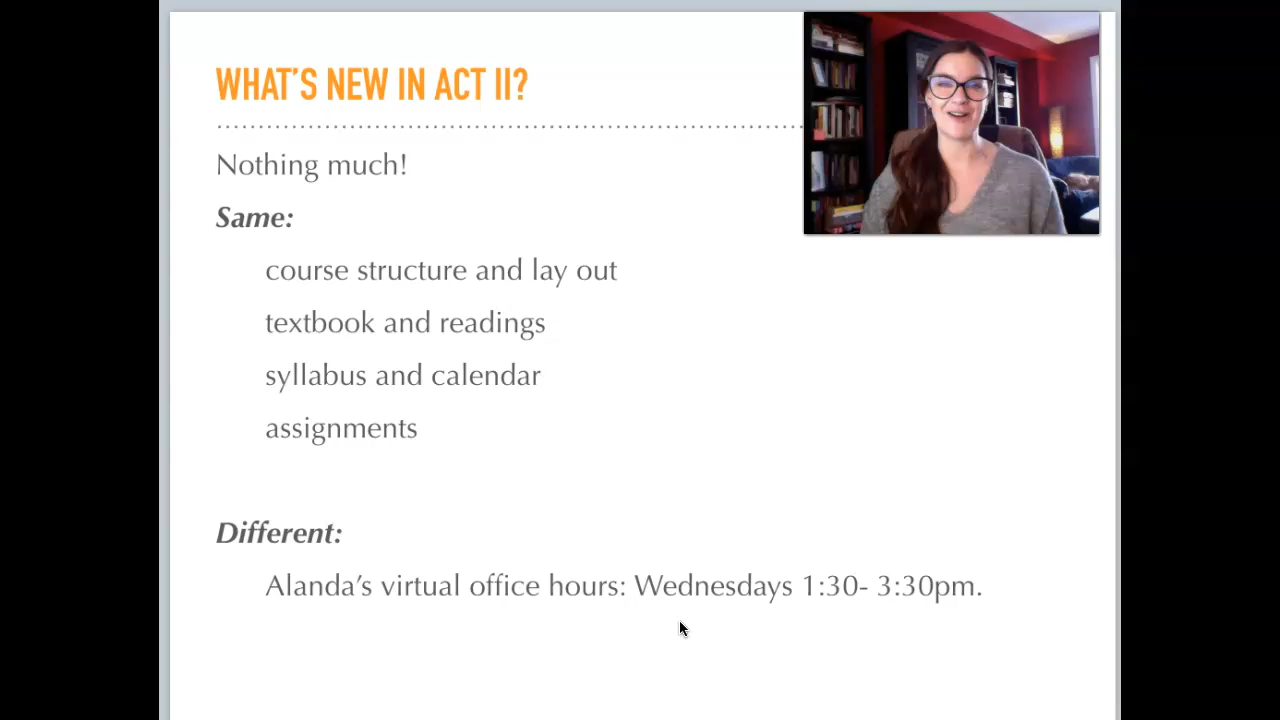 WHAT'S NEW IN ACT II?
Nothing much!
Same:
course structure and lay out
textbook and readings
syllabus and calendar
assignments
Different:
Alanda's virtual office hours: Wednesdays 1:30- 3:30pm.